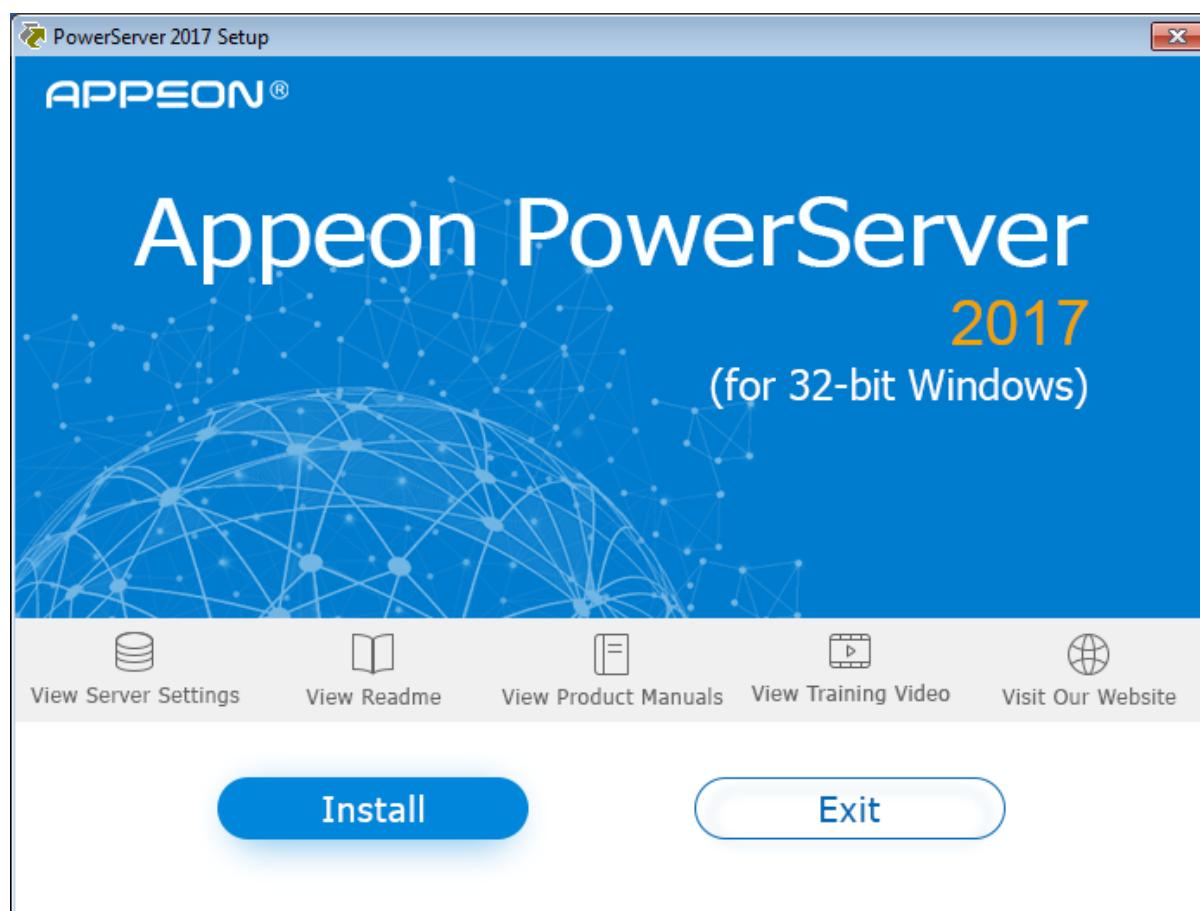 PowerServer 2017 Setup
APPEON®
Appeon PowerServer
2017
(for 32-bit Windows)
View Server Settings
View Readme
View Product Manuals
View Training Video
Visit Our Website
Install
Exit